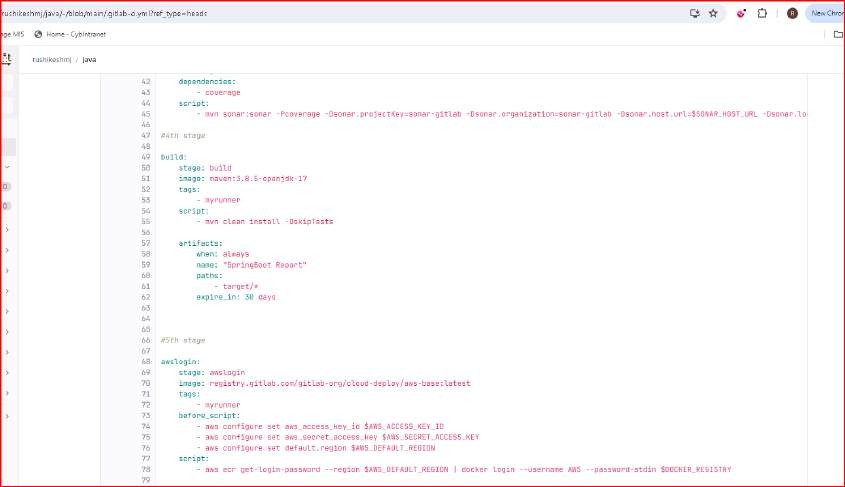 rushikeshmj/java/-/blob/main/.gitlab-ci.yml?ref_type=heads
New Chrom
age MIS
Home - Cybintranet
rushikeshmj / java
42 dependencies:
43 - coverage
44 script:
45 - mvn sonar:sonar -Pcoverage -Dsonar.projectKey=sonar-gitlab -Dsonar.organization=sonar-gitlab -Dsonar.host.url=$SONAR_HOST_URL -Dsonar.lo
46
47 #4th stage
48
49 build:
50 stage: build
51 image: maven:3.8.5-openjdk-17
52 tags:
53 - myrunner
54 script:
55 - mvn clean install -DskipTests
56
57 artifacts:
58 when: always
59 name: "SpringBoot Report"
60 paths:
61 - target/*
62 expire_in: 30 days
63
64
65
66 #5th stage
67
68 awslogin:
69 stage: awslogin
70 image: registry.gitlab.com/gitlab-org/cloud-deploy/aws-base:latest
71 tags:
72 - myrunner
73 before_script:
74 - aws configure set aws_access_key_id $AWS_ACCESS_KEY_ID
75 - aws configure set aws_secret_access_key $AWS_SECRET_ACCESS_KEY
76 - aws configure set default.region $AWS_DEFAULT_REGION
77 script:
78 - aws ecr get-login-password --region $AWS_DEFAULT_REGION | docker login --username AWS --password-stdin $DOCKER_REGISTRY
79